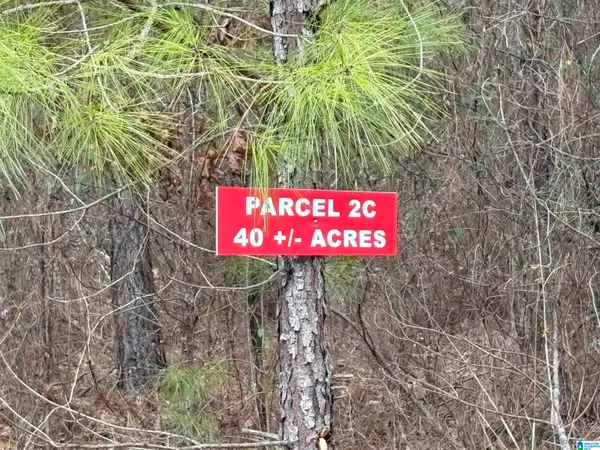 PARCEL 2C
40 +/- ACRES